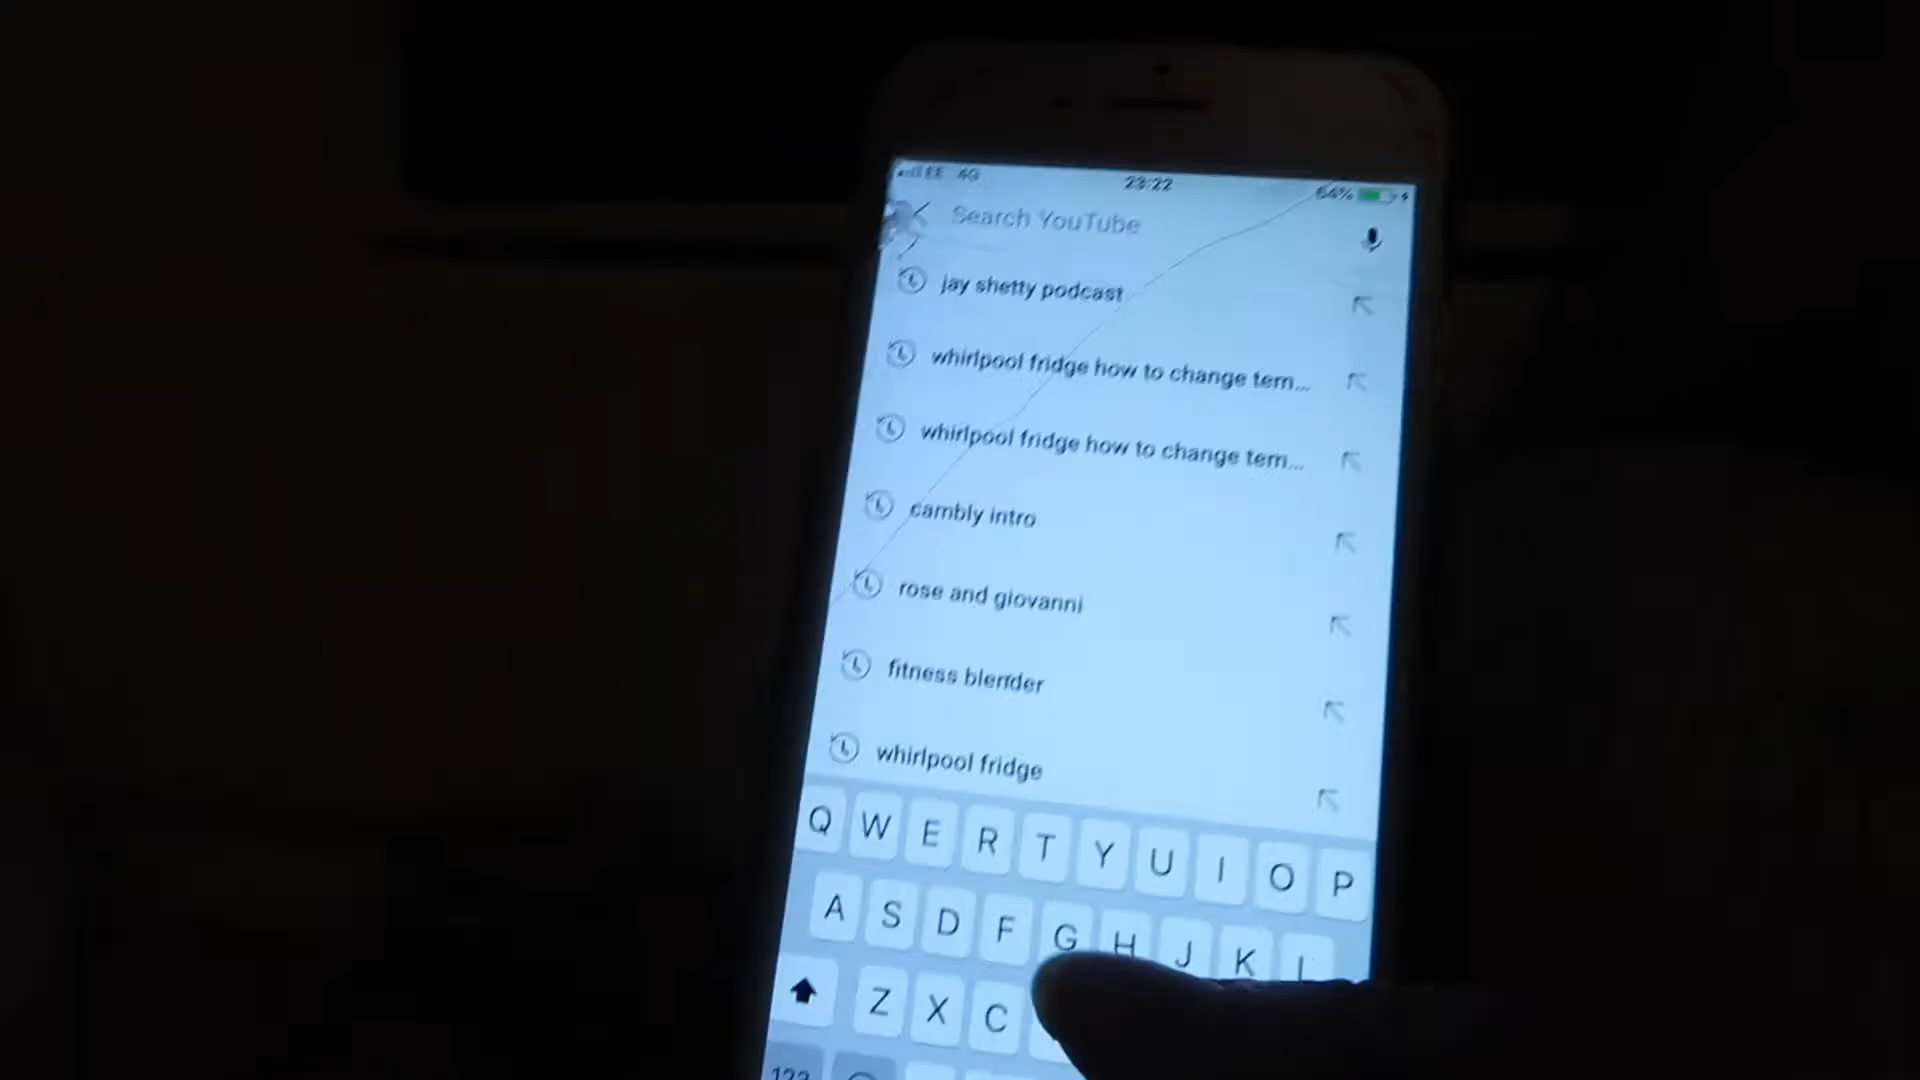 EE 4G 23:22 64%
Search YouTube
jay shetty podcast
whirlpool fridge how to change tem...
whirlpool fridge how to change tem...
cambly intro
rose and giovanni
fitness blender
whirlpool fridge
Q W E R T Y U I O P
A S D F G H J K L
Z X C
123